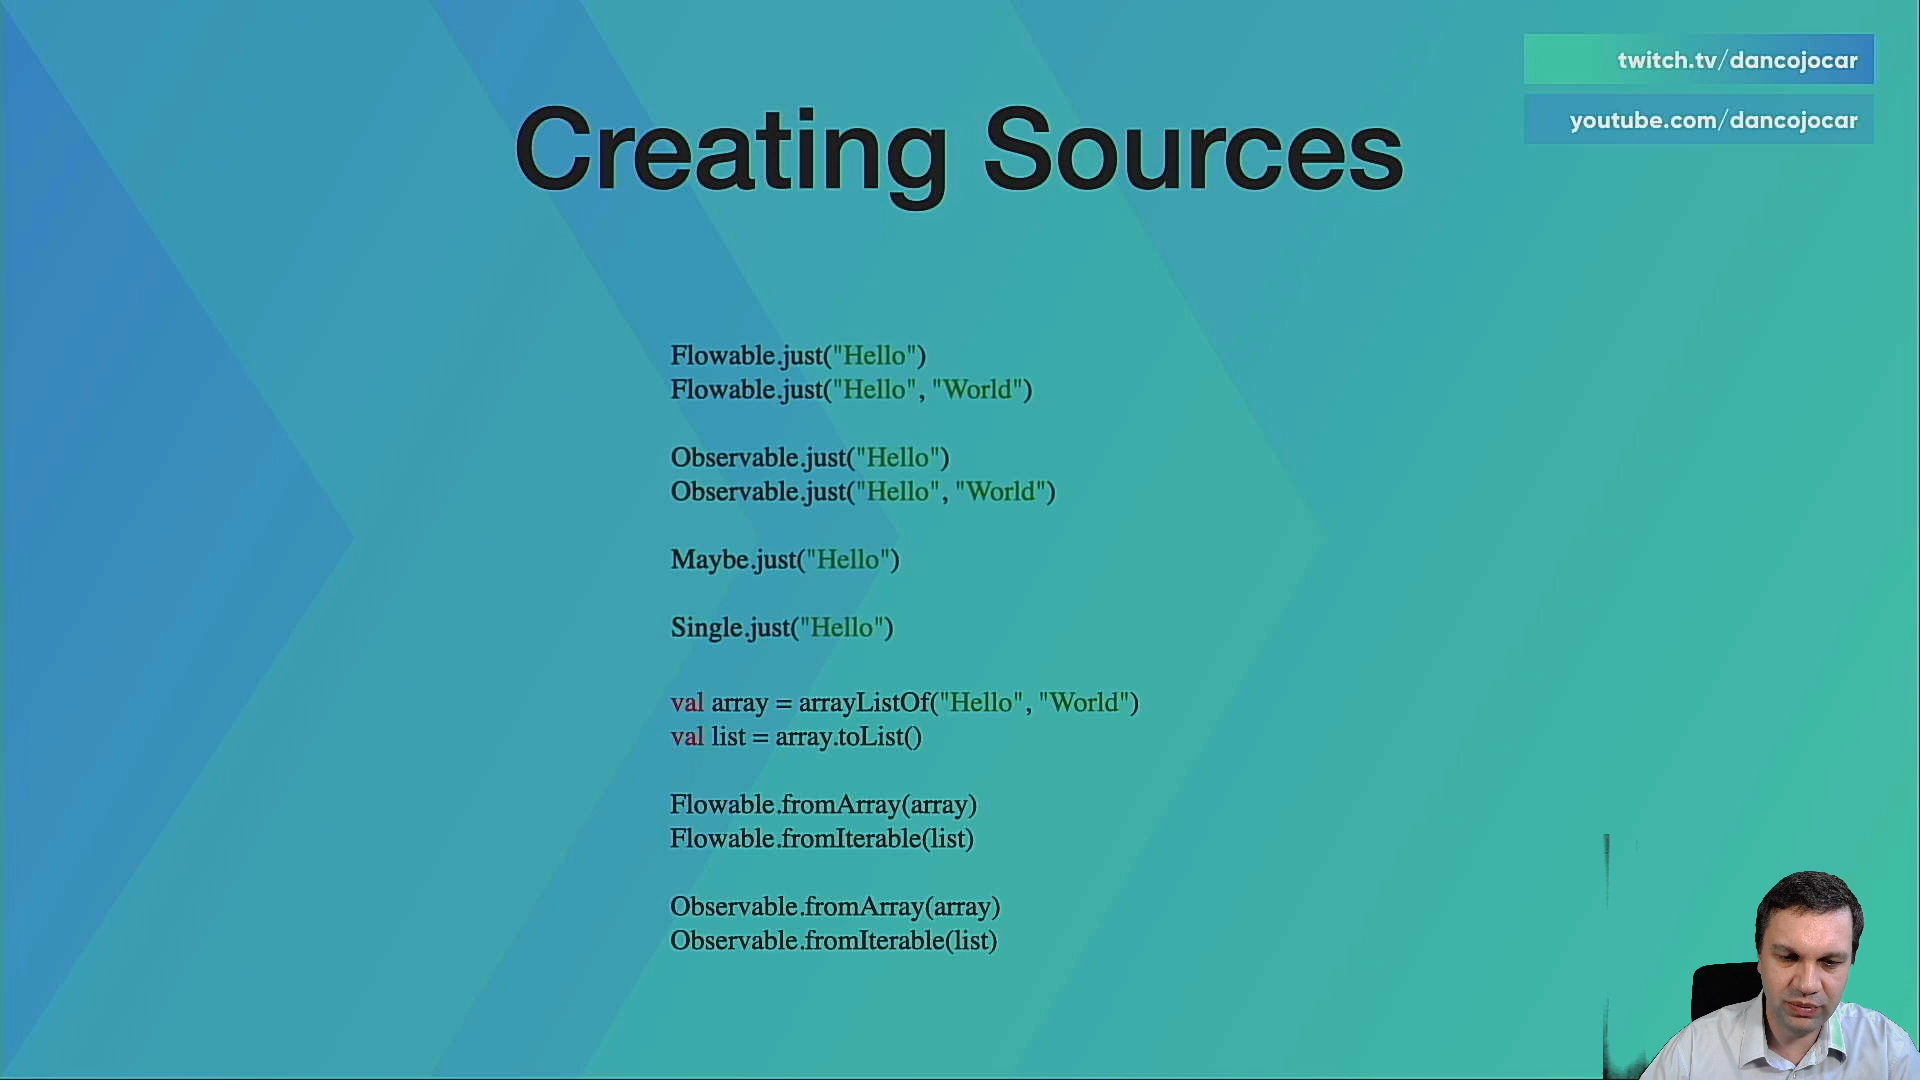 twitch.tv/dancojocar
youtube.com/dancojocar
Creating Sources
Flowable.just("Hello")
Flowable.just("Hello", "World")
Observable.just("Hello")
Observable.just("Hello", "World")
Maybe.just("Hello")
Single.just("Hello")
val array = arrayListOf("Hello", "World")
val list = array.toList()
Flowable.fromArray(array)
Flowable.fromIterable(list)
Observable.fromArray(array)
Observable.fromIterable(list)